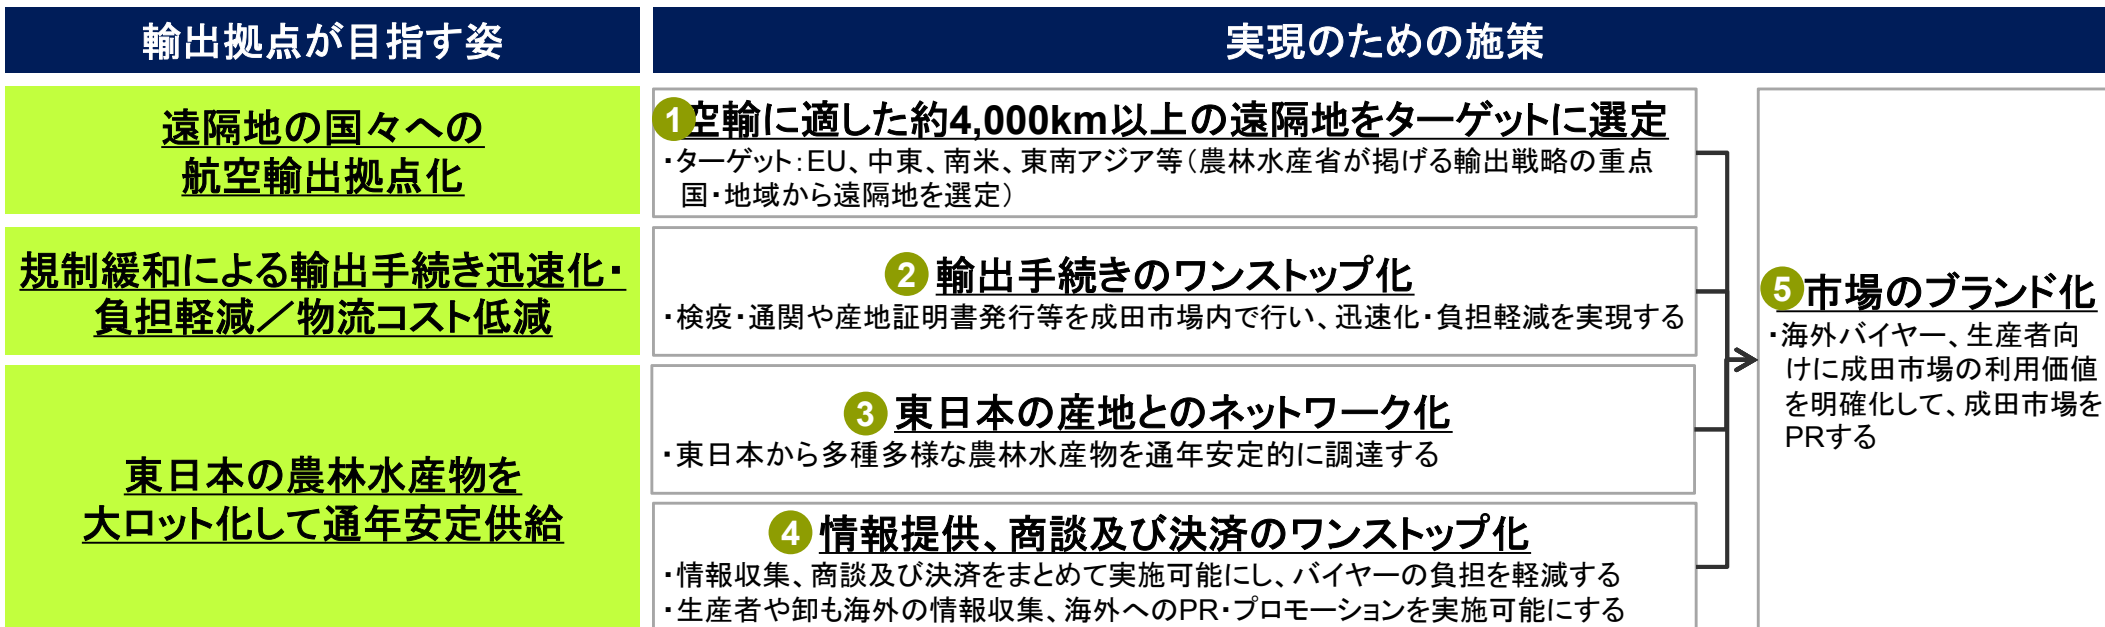 輸出拠点が目指す姿
実現のための施策
遠隔地の国々への
航空輸出拠点化
1 空輸に適した約4,000km以上の遠隔地をターゲットに選定
・ターゲット：EU、中東、南米、東南アジア等（農林水産省が掲げる輸出戦略の重点
国・地域から遠隔地を選定）
規制緩和による輸出手続き迅速化・
負担軽減／物流コスト低減
2 輸出手続きのワンストップ化
・検疫・通関や産地証明書発行等を成田市場内で行い、迅速化・負担軽減を実現する
東日本の農林水産物を
大ロット化して通年安定供給
3 東日本の産地とのネットワーク化
・東日本から多種多様な農林水産物を通年安定的に調達する
4 情報提供、商談及び決済のワンストップ化
・情報収集、商談及び決済をまとめて実施可能にし、バイヤーの負担を軽減する
・生産者や卸も海外の情報収集、海外へのPR・プロモーションを実施可能にする
5 市場のブランド化
・海外バイヤー、生産者向
けに成田市場の利用価値
を明確化して、成田市場を
PRする